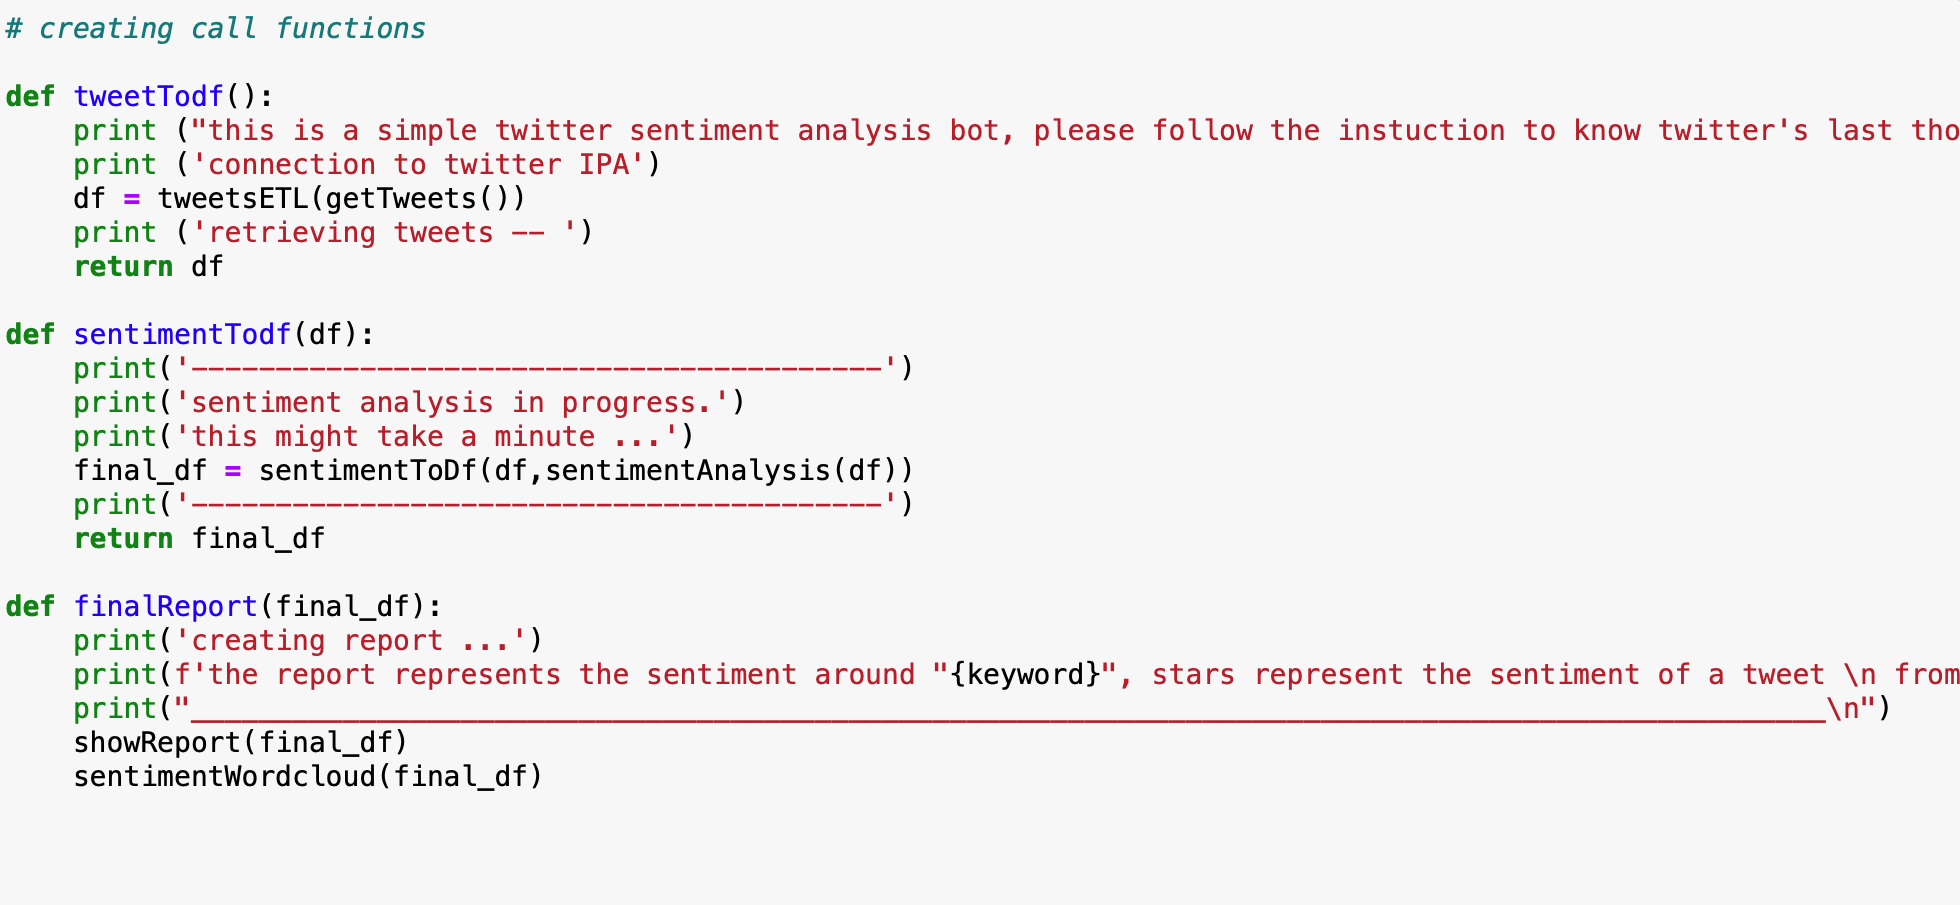 # creating call functions
def tweetTodf():
    print ("this is a simple twitter sentiment analysis bot, please follow the instuction to know twitter's last tho
    print ('connection to twitter IPA')
    df = tweetsETL(getTweets())
    print ('retrieving tweets -- ')
    return df
def sentimentTodf(df):
    print('-----------------------------------------')
    print('sentiment analysis in progress.')
    print('this might take a minute ...')
    final_df = sentimentToDf(df,sentimentAnalysis(df))
    print('-----------------------------------------')
    return final_df
def finalReport(final_df):
    print('creating report ...')
    print(f'the report represents the sentiment around "{keyword}", stars represent the sentiment of a tweet \n from
    print("_________________________________________________________________________________________________\n")
    showReport(final_df)
    sentimentWordcloud(final_df)